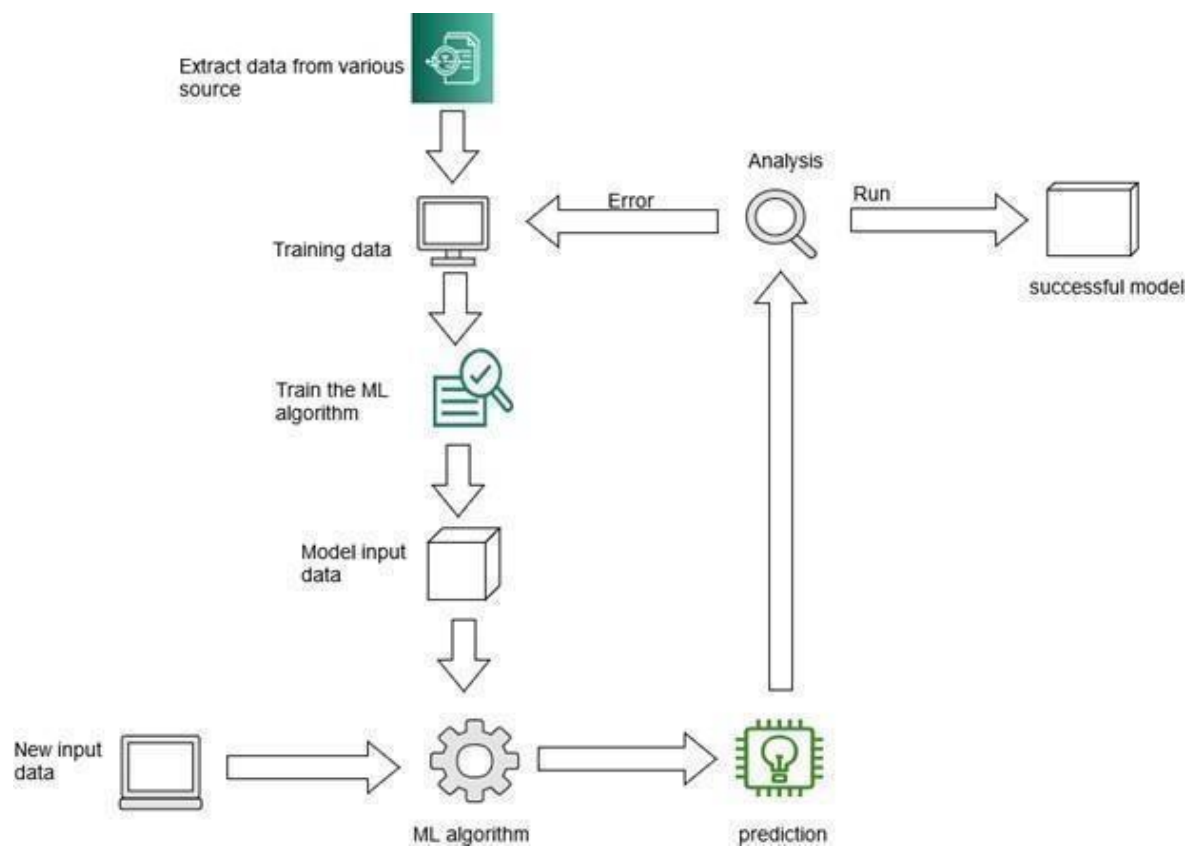 Extract data from various
source
Analysis
Error
Run
Training data
successful model
Train the ML
algorithm
Model input
data
New input
data
ML algorithm
prediction